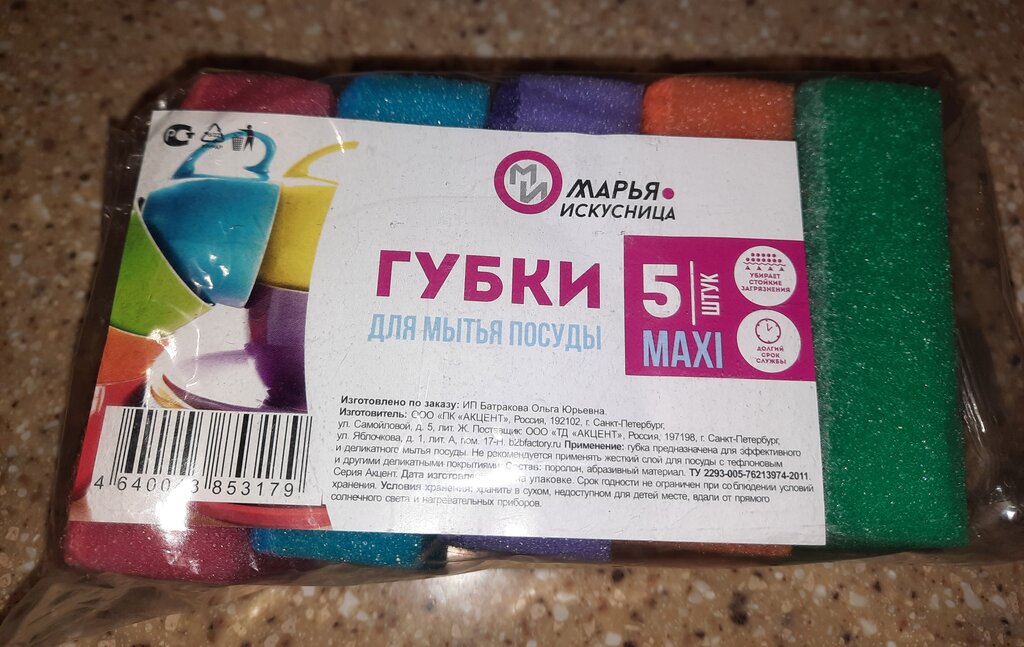 МИ
МАРЬЯ
ИСКУСНИЦА
ГУБКИ
ДЛЯ МЫТЬЯ ПОСУДЫ
5
ШТУК
MAXI
УБИРАЕТ
СТОЙКИЕ
ЗАГРЯЗНЕНИЯ
ДОЛГИЙ
СРОК
СЛУЖБЫ
Изготовлено по заказу: ИП Батракова Ольга Юрьевна.
Изготовитель: ООО «ПК «АКЦЕНТ», Россия, 192102, г. Санкт-Петербург,
ул. Самойловой, д. 5, лит. Ж. Поставщик: ООО «ТД «АКЦЕНТ», Россия, 197198, г. Санкт-Петербург,
ул. Яблочкова, д. 1, лит. А, пом. 17-Н. b2bfactory.ru Применение: губка предназначена для эффективного
и деликатного мытья посуды. Не рекомендуется применять жесткий слой для посуды с тефлоновым
и другими деликатными покрытиями. Состав: поролон, абразивный материал. ТУ 2293-005-76213974-2011.
Серия Акцент. Дата изготовления: на упаковке. Срок годности не ограничен при соблюдении условий
хранения. Условия хранения: хранить в сухом, недоступном для детей месте, вдали от прямого
солнечного света и нагревательных приборов.
853179